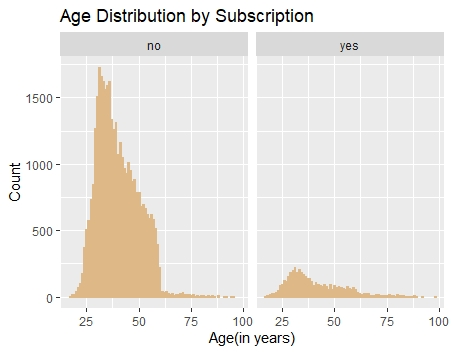 Age Distribution by Subscription
no yes
1500
1000
500
0
Count
25 50 75 100 25 50 75 100
Age(in years)